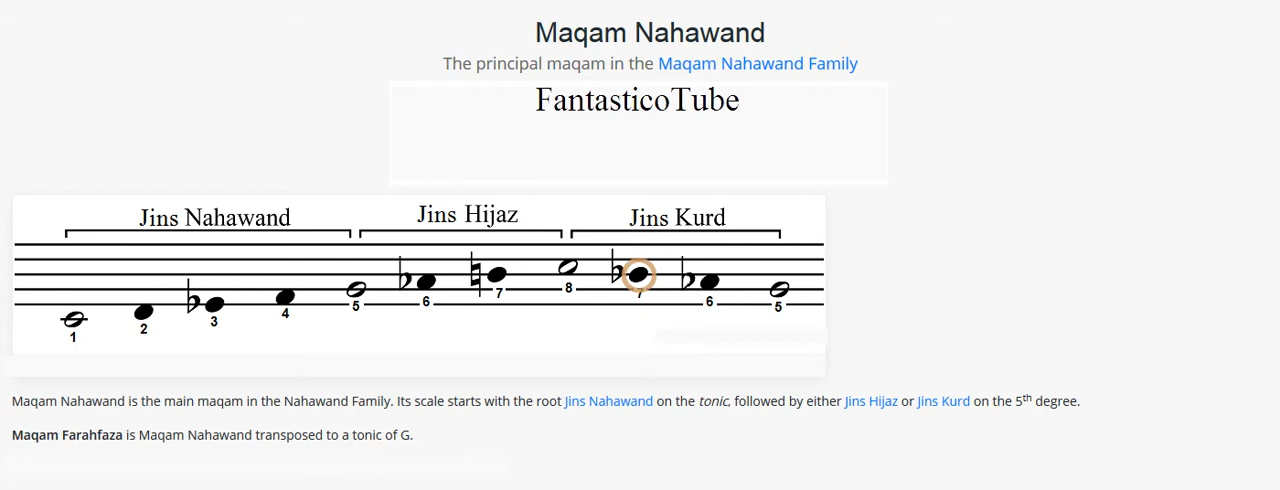 Maqam Nahawand
The principal maqam in the Maqam Nahawand Family
FantasticoTube
Jins Nahawand Jins Hijaz Jins Kurd
1 2 3 4 5 6 7 8 7 6 5
Maqam Nahawand is the main maqam in the Nahawand Family. Its scale starts with the root Jins Nahawand on the tonic, followed by either Jins Hijaz or Jins Kurd on the 5th degree.
Maqam Farahfaza is Maqam Nahawand transposed to a tonic of G.